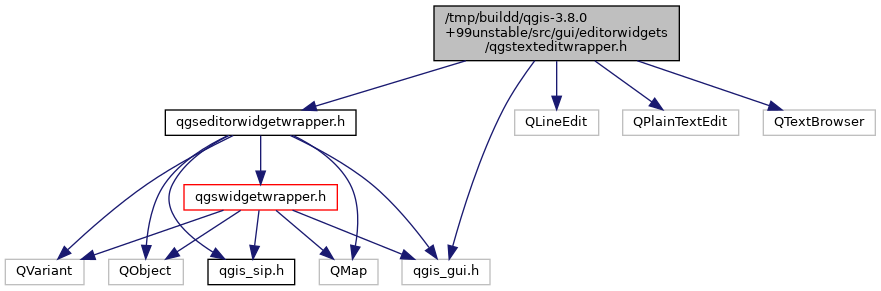 /tmp/buildd/qgis-3.8.0
+99unstable/src/gui/editorwidgets
/qgstexteditwrapper.h
qgseditorwidgetwrapper.h
QLineEdit
QPlainTextEdit
QTextBrowser
qgswidgetwrapper.h
QVariant
QObject
qgis_sip.h
QMap
qgis_gui.h